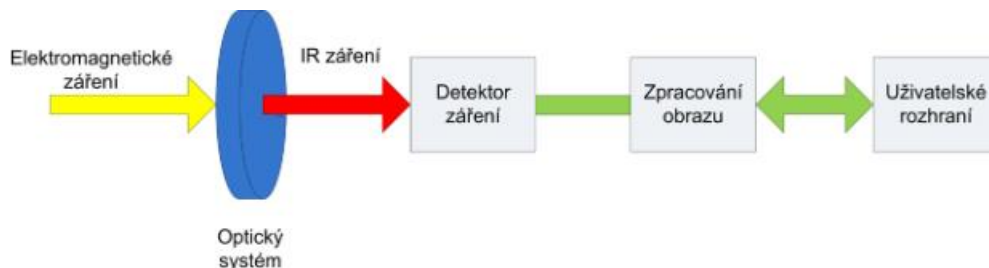 Elektromagnetické
záření
IR záření
Detektor
záření
Zpracování
obrazu
Uživatelské
rozhraní
Optický
systém